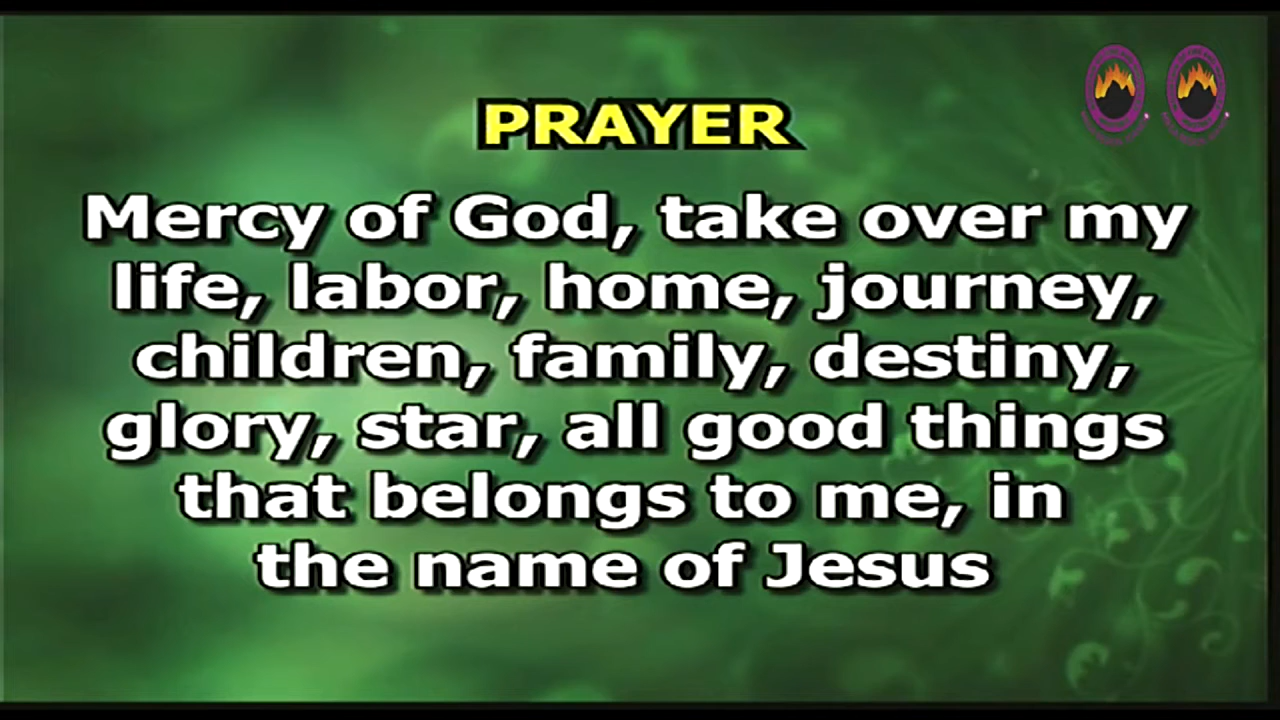 PRAYER
Mercy of God, take over my
life, labor, home, journey,
children, family, destiny,
glory, star, all good things
that belongs to me, in
the name of Jesus